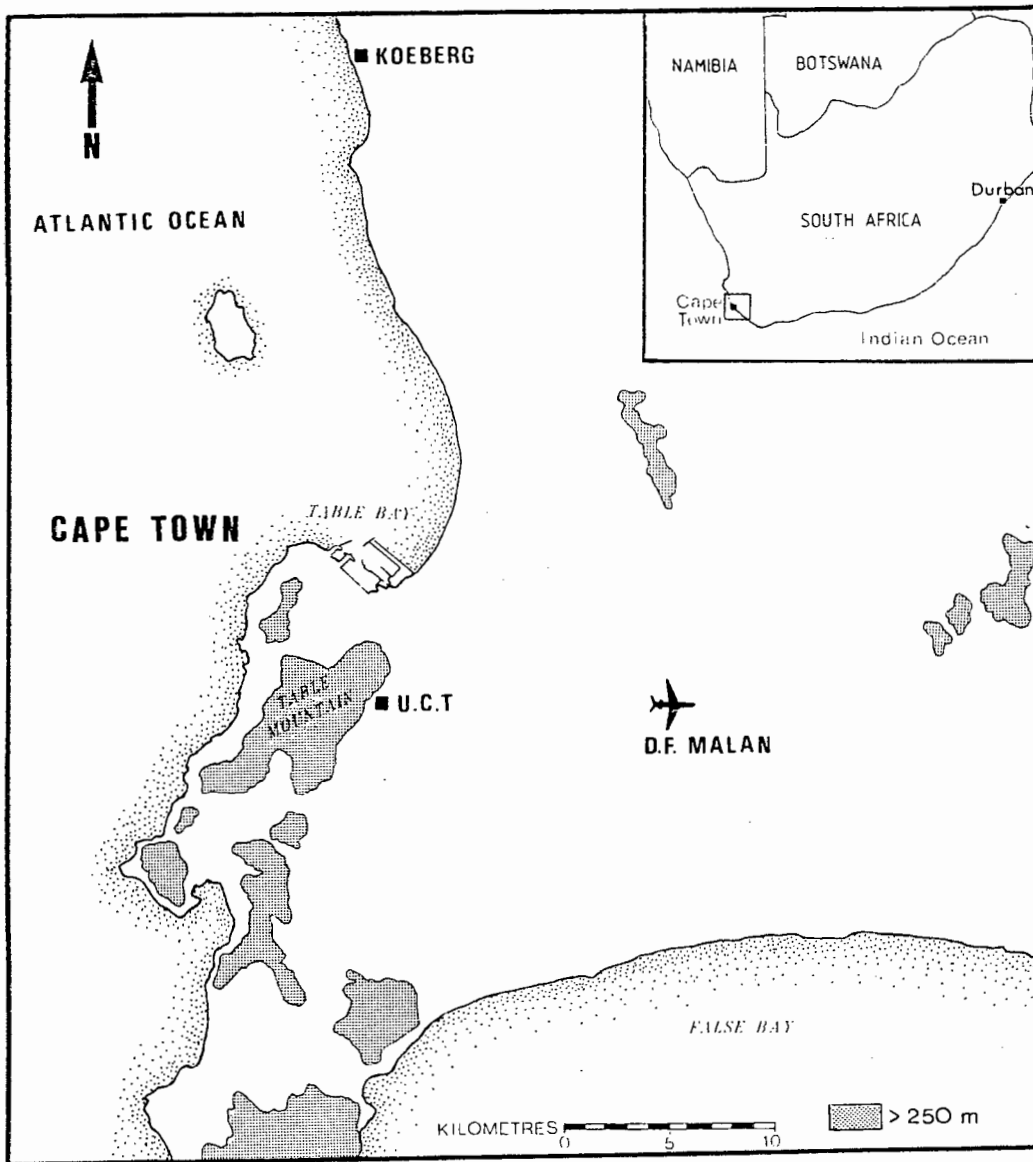 KOEBERG
N
ATLANTIC OCEAN
NAMIBIA
BOTSWANA
Durban
SOUTH AFRICA
Cape
Town
Indian Ocean
CAPE TOWN
TABLE BAY
TABLE
MOUNTAIN
U.C.T
D.F. MALAN
FALSE BAY
KILOMETRES
0 5 10
> 250 m